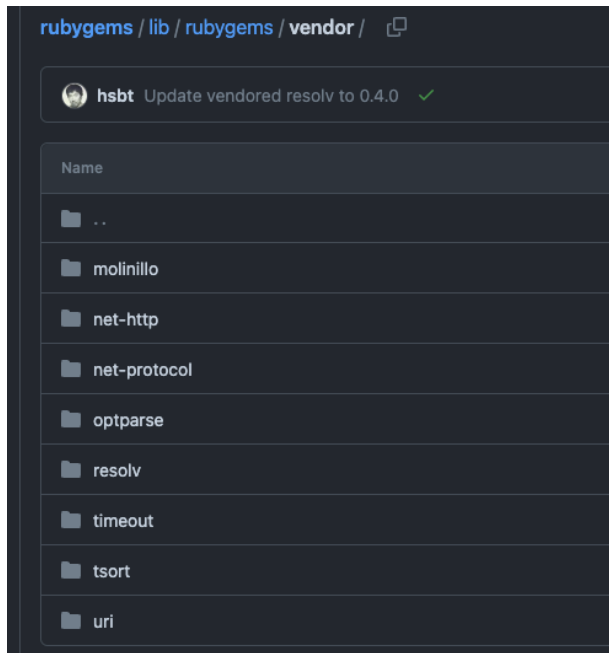 rubygems / lib / rubygems / vendor /
hsbt Update vendored resolv to 0.4.0
Name
..
molinillo
net-http
net-protocol
optparse
resolv
timeout
tsort
uri